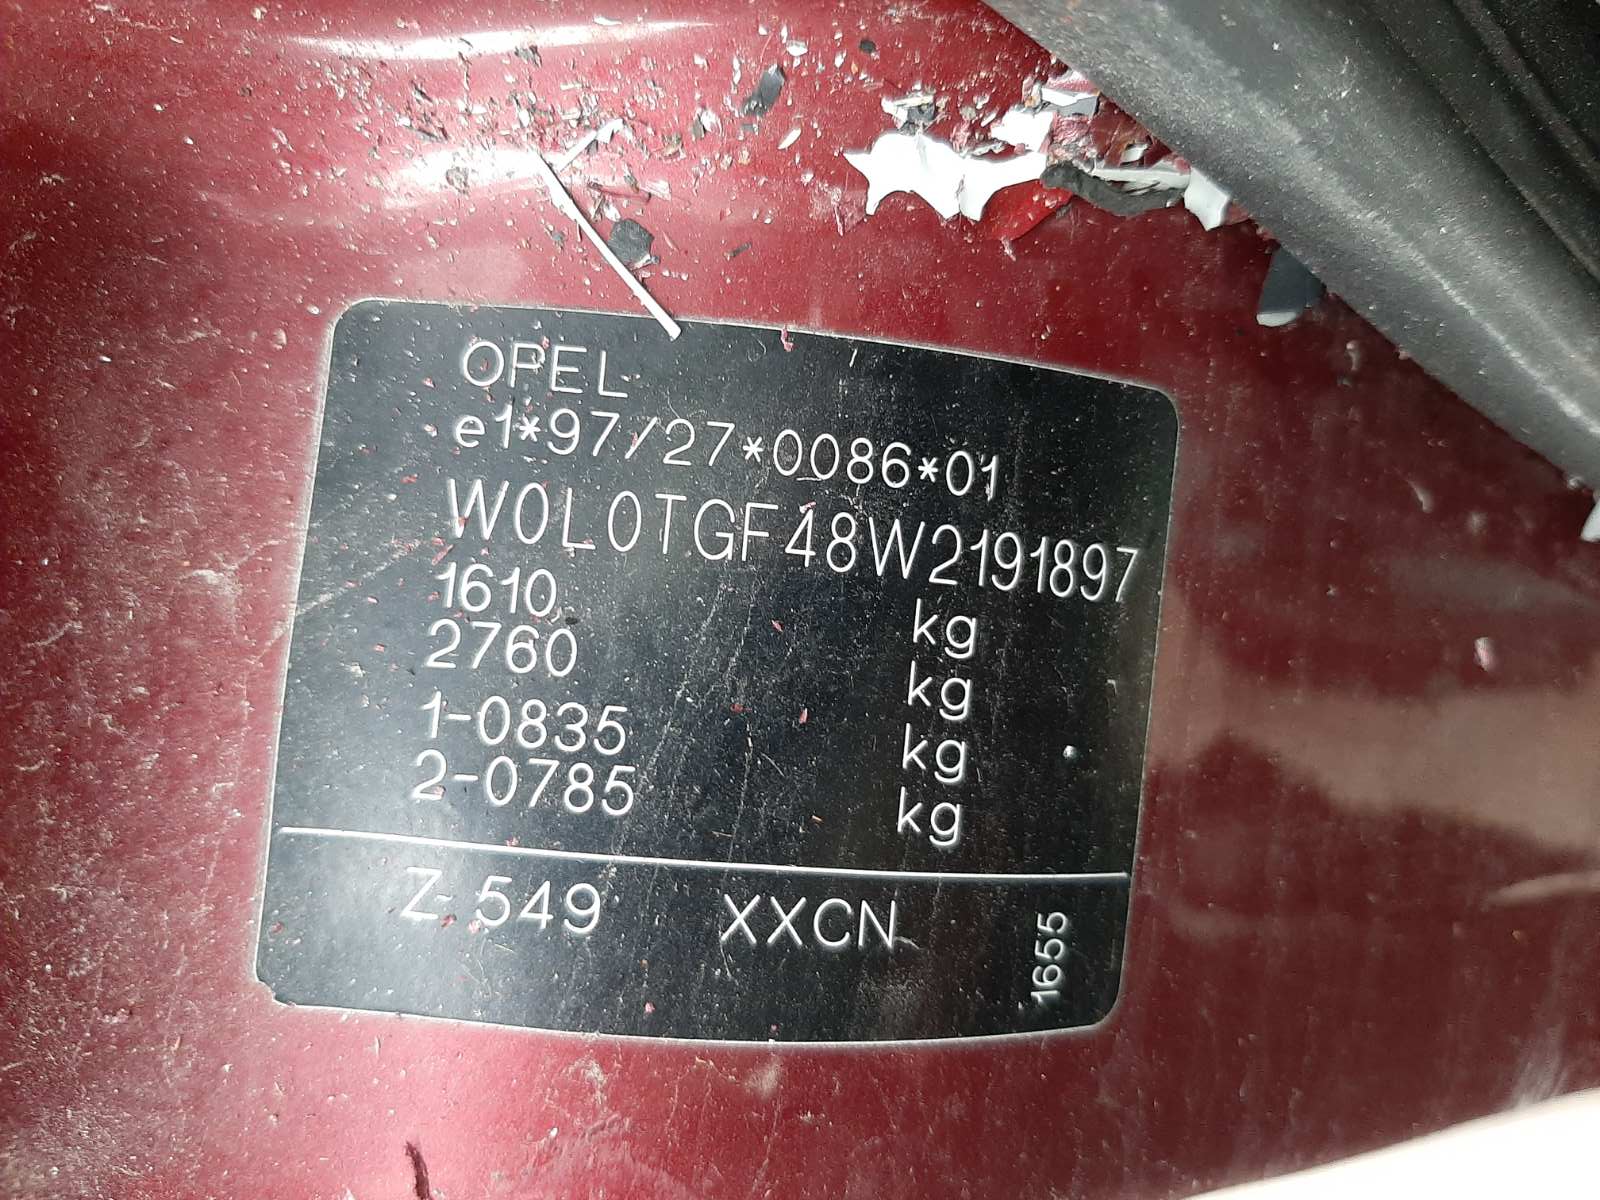 OPEL
e1*97/27*0086*01
W0L0TGF48W2191897
1610 kg
2760 kg
1-0835 kg
2-0785 kg
Z-549 XXCN
1655